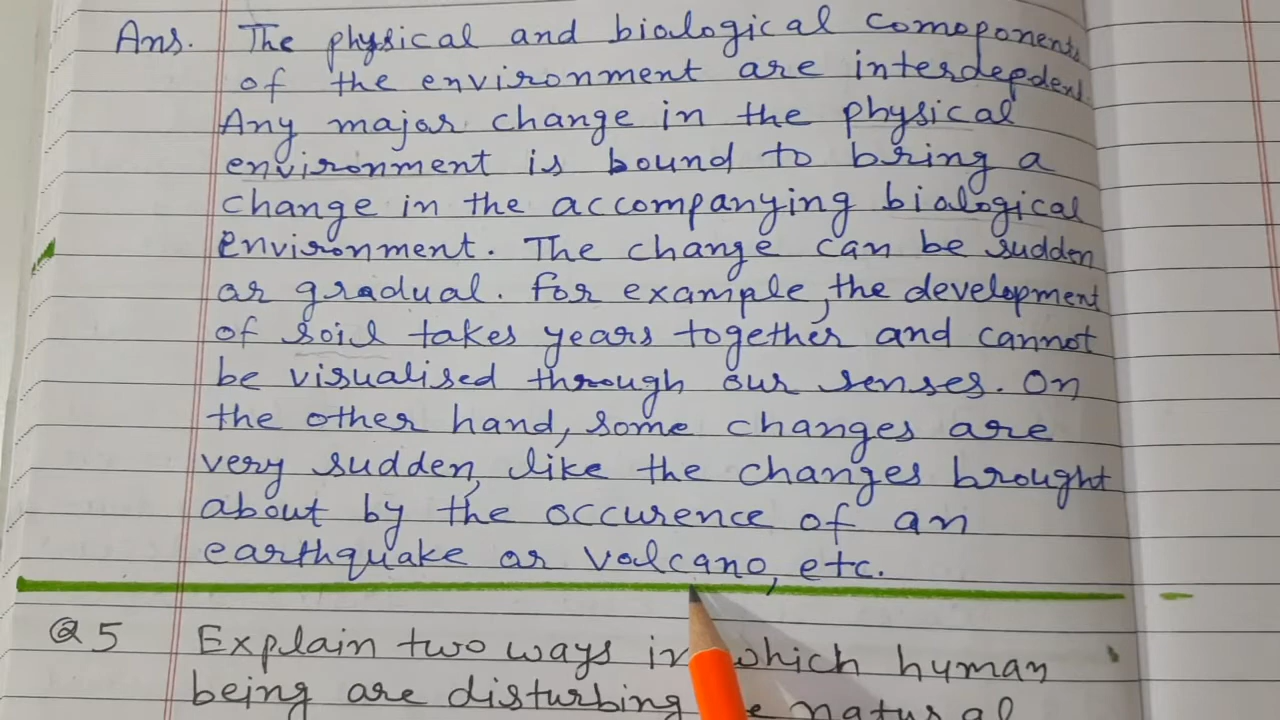 Ans. The physical and biological comoponents
of the environment are interdepdent.
Any major change in the physical
environment is bound to bring a
change in the accompanying biological
environment. The change can be sudden
or gradual. For example, the development
of soil takes years together and cannot
be visualised through our senses. On
the other hand, some changes are
very sudden, like the changes brought
about by the occurence of an
earthquake or volcano, etc.
Q 5 Explain two ways in which human
being are disturbing natural